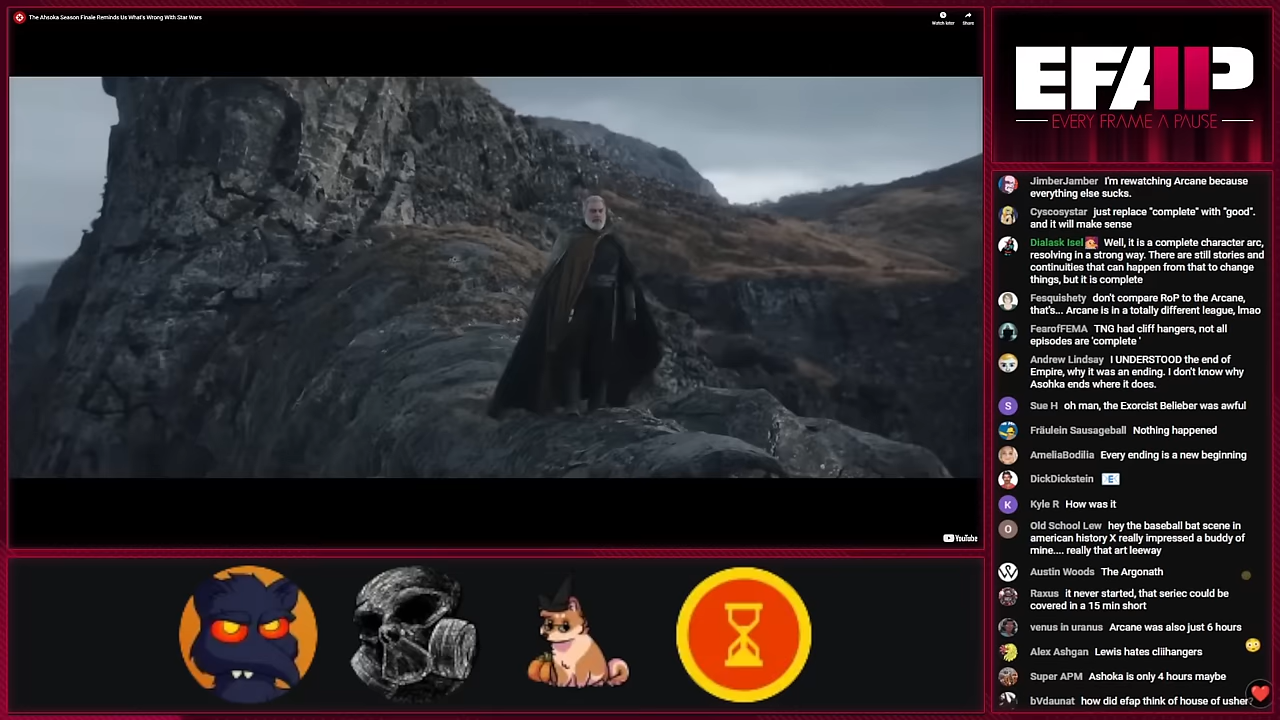 The Ahsoka Season Finale Reminds Us What's Wrong With Star Wars
Watch later
Share
YouTube
EFAP
EVERY FRAME A PAUSE
JimberJamber I'm rewatching Arcane because
everything else sucks.
Cyscosystar just replace "complete" with "good".
and it will make sense
Dialask Isel Well, it is a complete character arc,
resolving in a strong way. There are still stories and
continuities that can happen from that to change
things, but it is complete
Fesquishety don't compare RoP to the Arcane,
that's... Arcane is in a totally different league, lmao
FearofFEMA TNG had cliff hangers, not all
episodes are 'complete '
Andrew Lindsay I UNDERSTOOD the end of
Empire, why it was an ending. I don't know why
Asohka ends where it does.
S
Sue H oh man, the Exorcist Belieber was awful
Fräulein Sausageball Nothing happened
AmeliaBodilia Every ending is a new beginning
DickDickstein E
K
Kyle R How was it
O
Old School Lew hey the baseball bat scene in
american history X really impressed a buddy of
mine.... really that art leeway
Austin Woods The Argonath
Raxus it never started, that seriec could be
covered in a 15 min short
venus in uranus Arcane was also just 6 hours
Alex Ashgan Lewis hates cliihangers
Super APM Ashoka is only 4 hours maybe
bVdaunat how did efap think of house of usher?